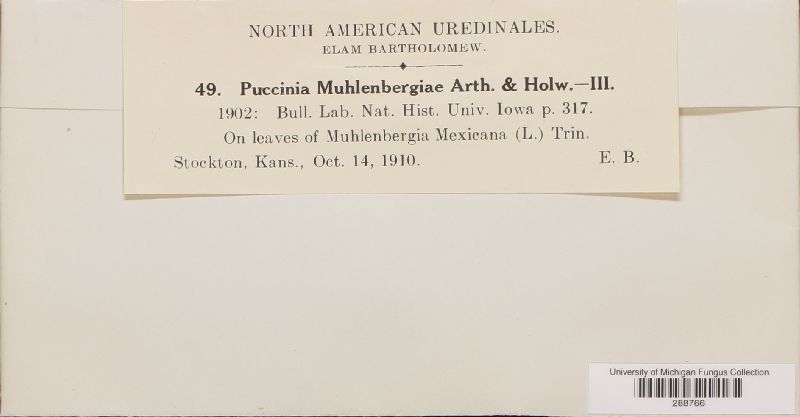 NORTH AMERICAN UREDINALES.
ELAM BARTHOLOMEW.
49. Puccinia Muhlenbergiae Arth. & Holw.—III.
1902: Bull. Lab. Nat. Hist. Univ. Iowa p. 317.
On leaves of Muhlenbergia Mexicana (L.) Trin.
Stockton, Kans., Oct. 14, 1910. E. B.
University of Michigan Fungus Collection
288766